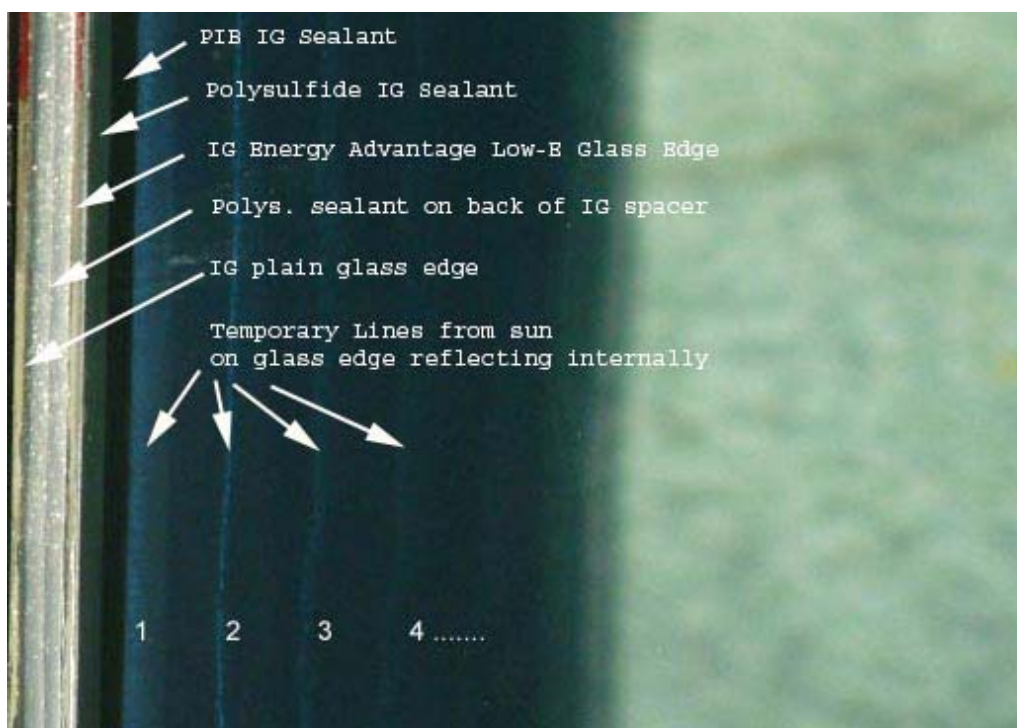 PIB IG Sealant
Polysulfide IG Sealant
IG Energy Advantage Low-E Glass Edge
Polys. sealant on back of IG spacer
IG plain glass edge
Temporary Lines from sun
on glass edge reflecting internally
1 2 3 4 .......